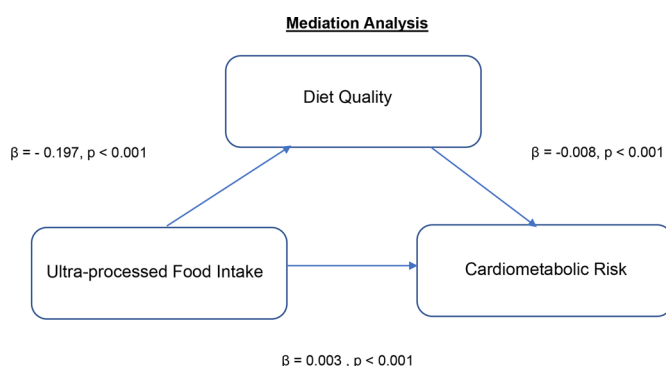 Mediation Analysis
Diet Quality
β = - 0.197, p < 0.001
β = -0.008, p < 0.001
Ultra-processed Food Intake
Cardiometabolic Risk
β = 0.003 , p < 0.001